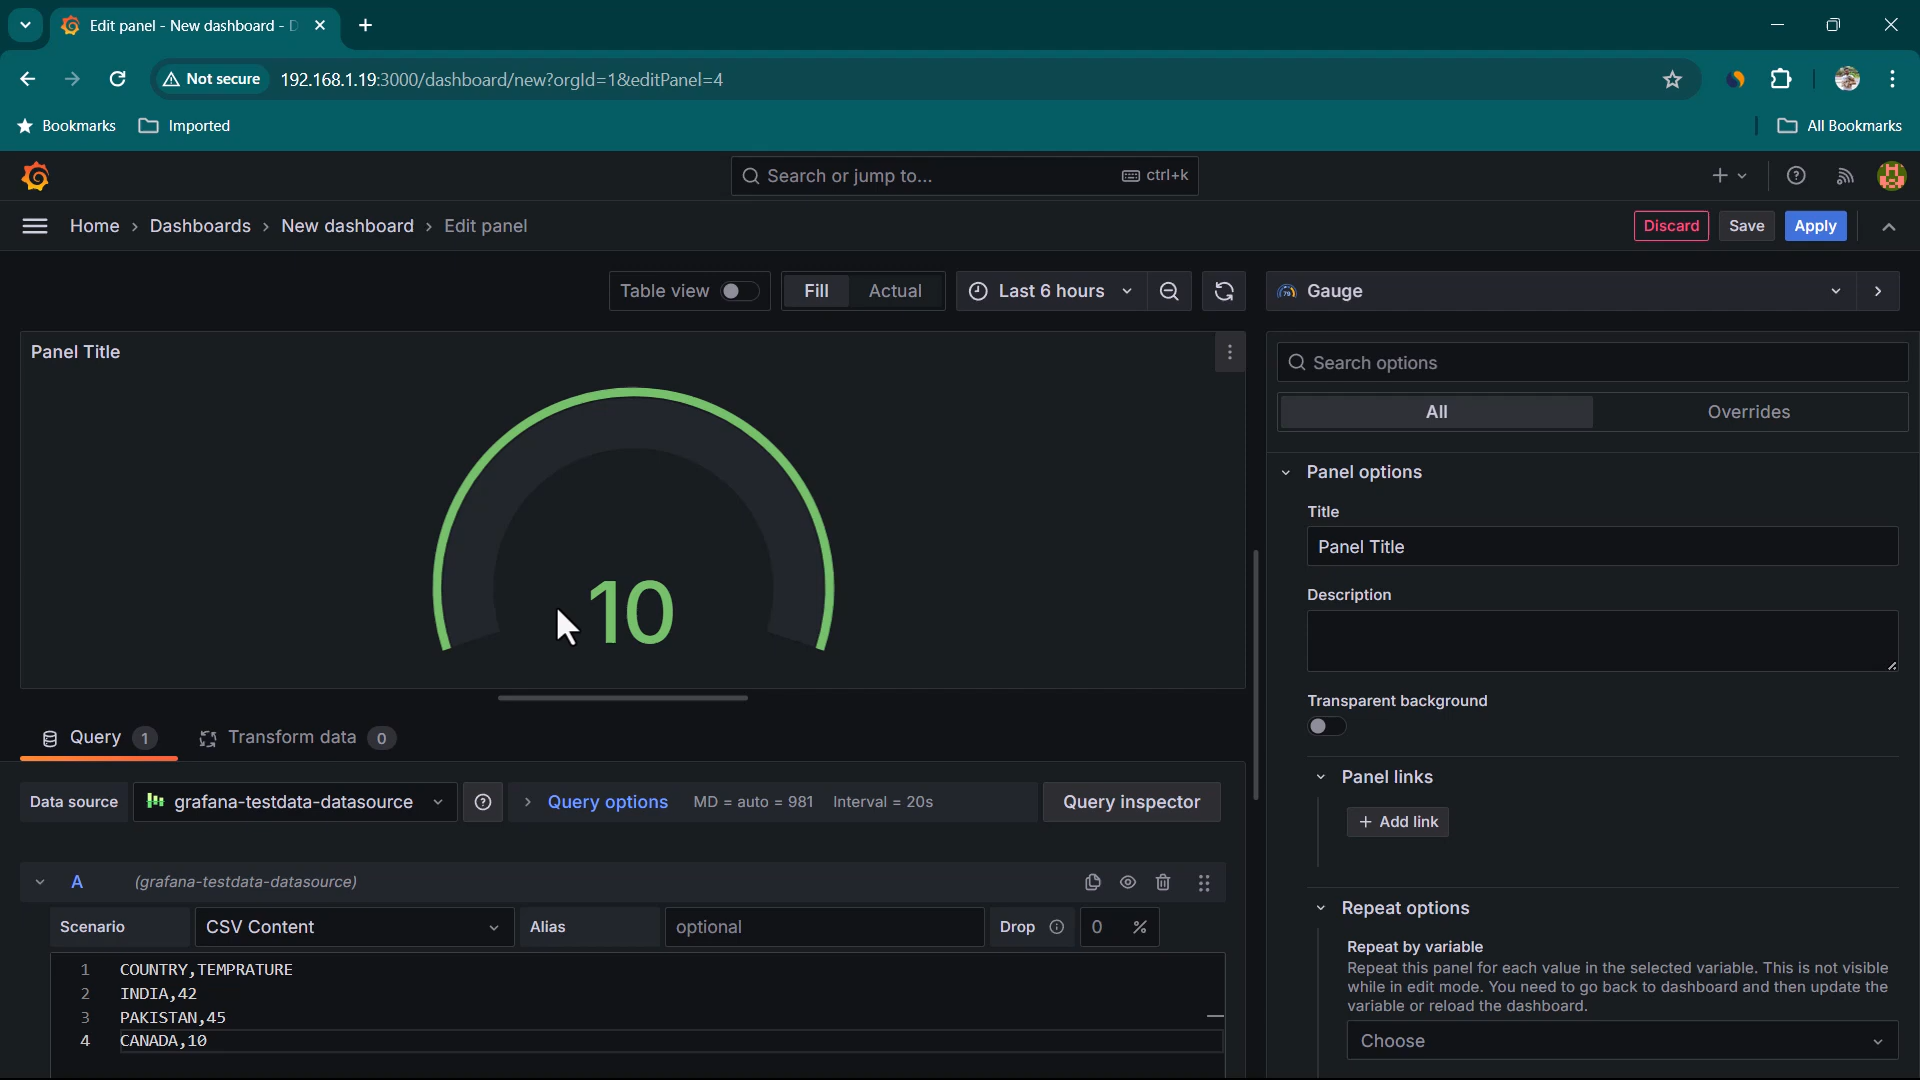 Edit panel - New dashboard - D
Not secure 192.168.1.19:3000/dashboard/new?orgId=1&editPanel=4
Bookmarks Imported All Bookmarks
Search or jump to... ctrl+k
Home › Dashboards › New dashboard › Edit panel Discard Save Apply
Table view Fill Actual Last 6 hours Gauge
Panel Title
10
Search options
All Overrides
Panel options
Title
Panel Title
Description
Transparent background
Panel links
+ Add link
Repeat options
Repeat by variable
Repeat this panel for each value in the selected variable. This is not visible
while in edit mode. You need to go back to dashboard and then update the
variable or reload the dashboard.
Choose
Query 1 Transform data 0
Data source grafana-testdata-datasource Query options MD = auto = 981 Interval = 20s Query inspector
A (grafana-testdata-datasource)
Scenario CSV Content Alias optional Drop 0 %
1 COUNTRY,TEMPRATURE
2 INDIA,42
3 PAKISTAN,45
4 CANADA,10